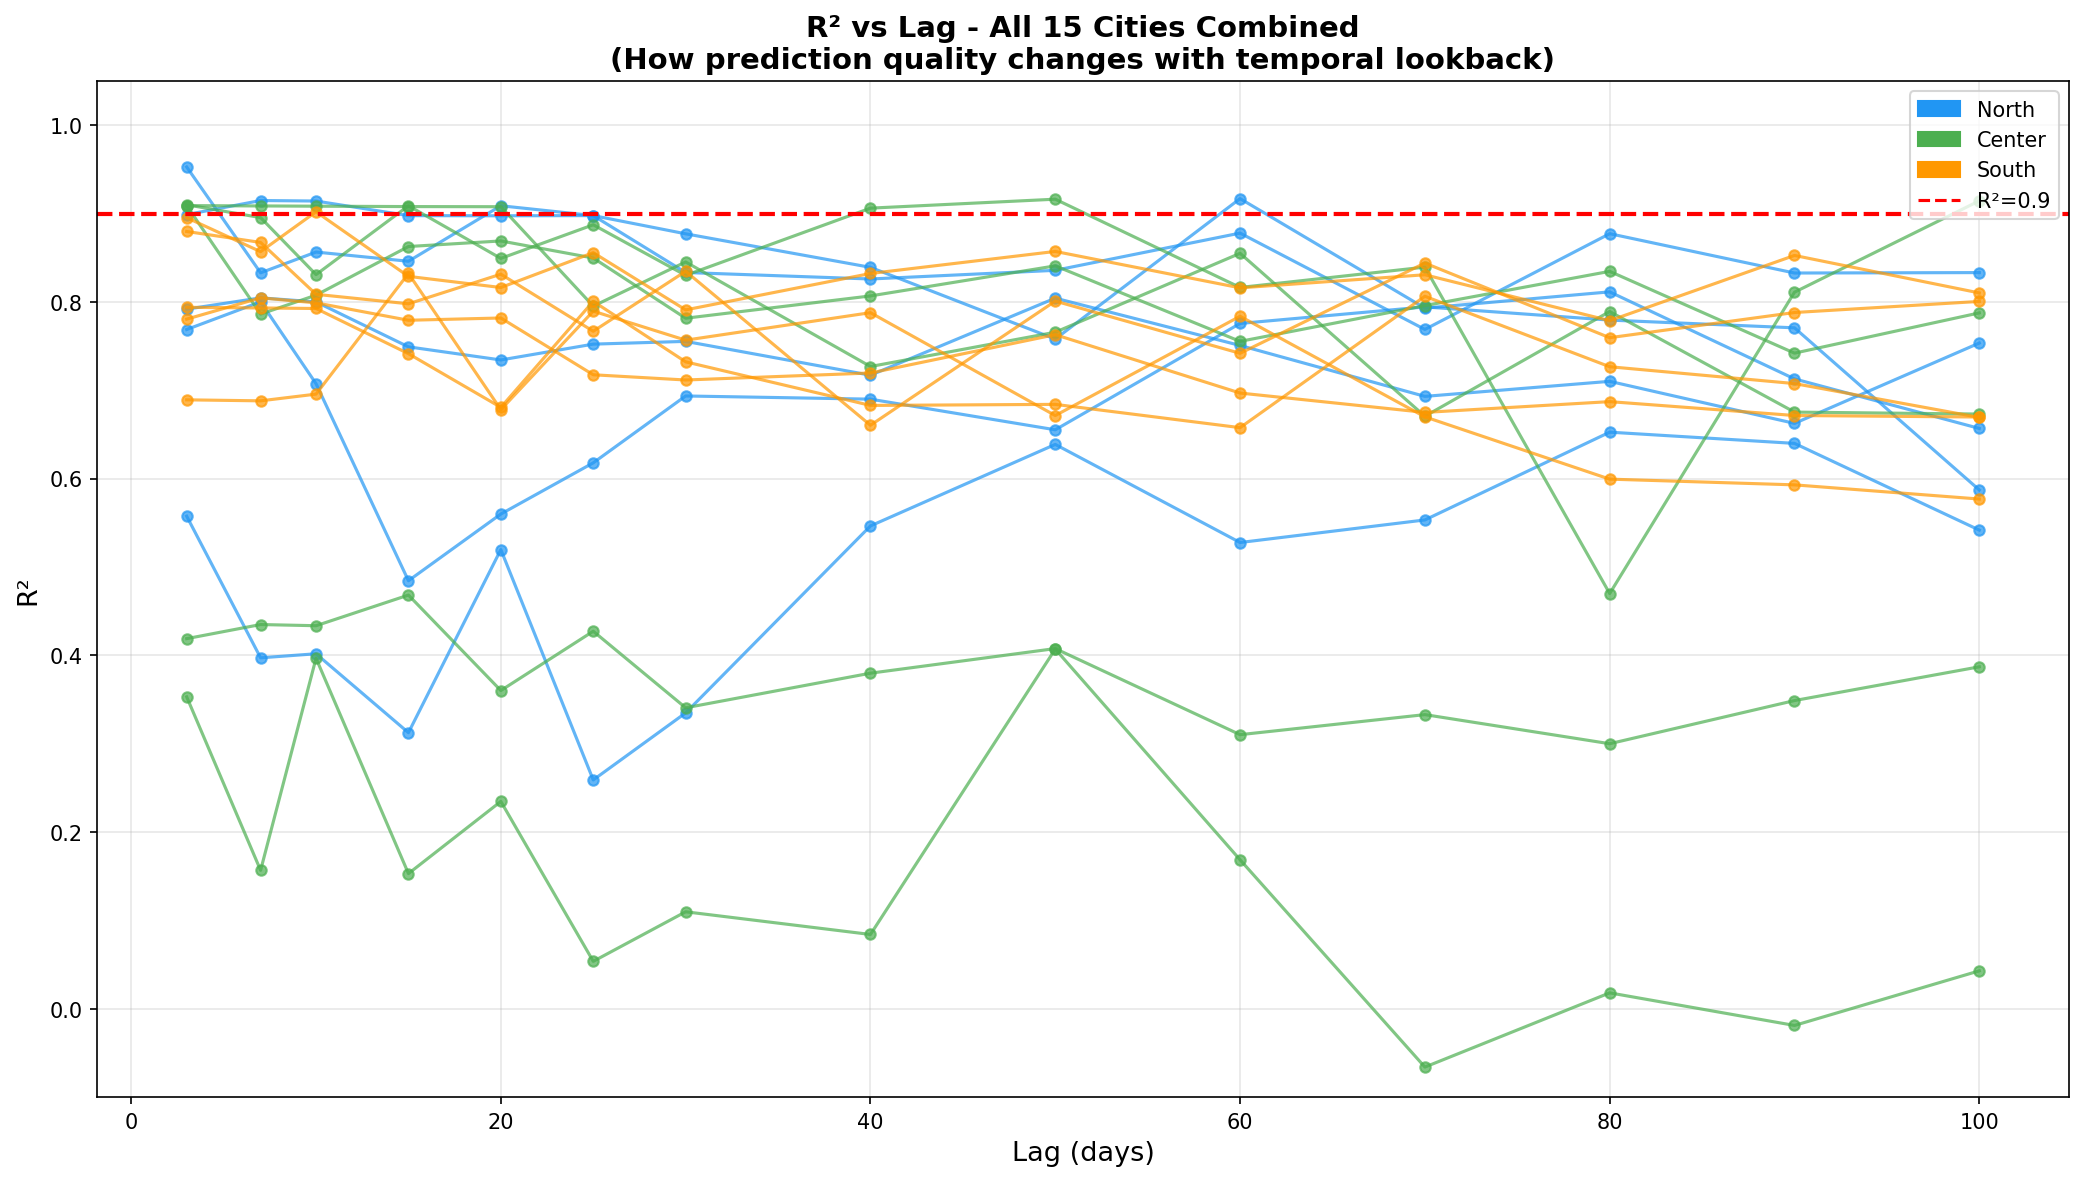 R² vs Lag - All 15 Cities Combined
(How prediction quality changes with temporal lookback)
North
Center
South
R²=0.9
R²
1.0
0.8
0.6
0.4
0.2
0.0
0
20
40
60
80
100
Lag (days)